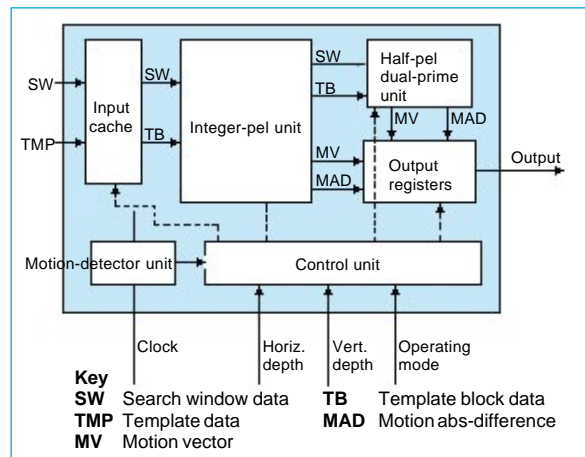 SW
TMP
Input
cache
SW
TB
Integer-pel unit
SW
TB
MV
MAD
Half-pel
dual-prime
unit
MV MAD
Output
registers
Output
Motion-detector unit
Control unit
Clock
Horiz.
depth
Vert.
depth
Operating
mode
Key
SW Search window data
TMP Template data
MV Motion vector
TB Template block data
MAD Motion abs-difference